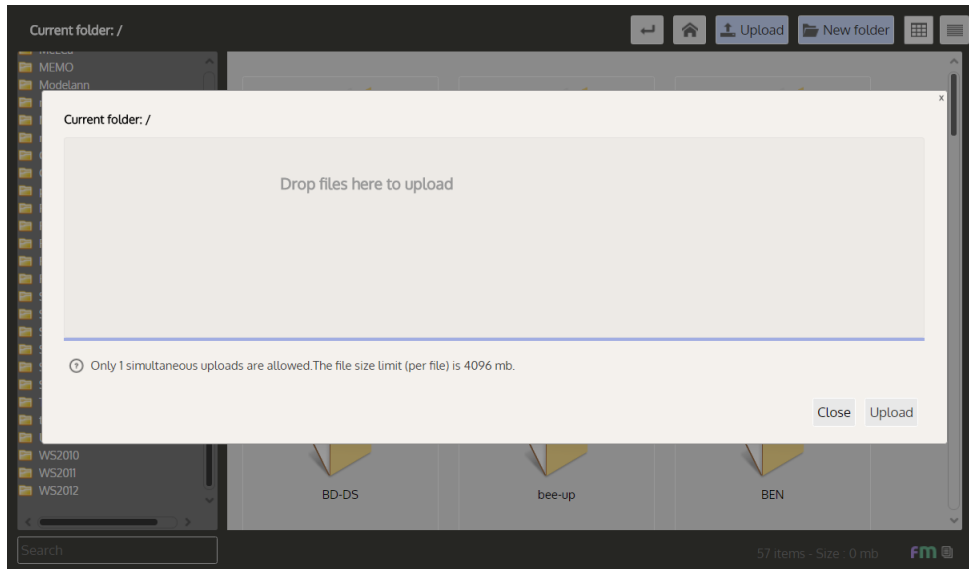 Current folder: /
Upload
New folder
MEMO
Modelann
x
Current folder: /
Drop files here to upload
Only 1 simultaneous uploads are allowed.The file size limit (per file) is 4096 mb.
Close
Upload
WS2010
WS2011
WS2012
BD-DS
bee-up
BEN
Search
57 items - Size : 0 mb
FM